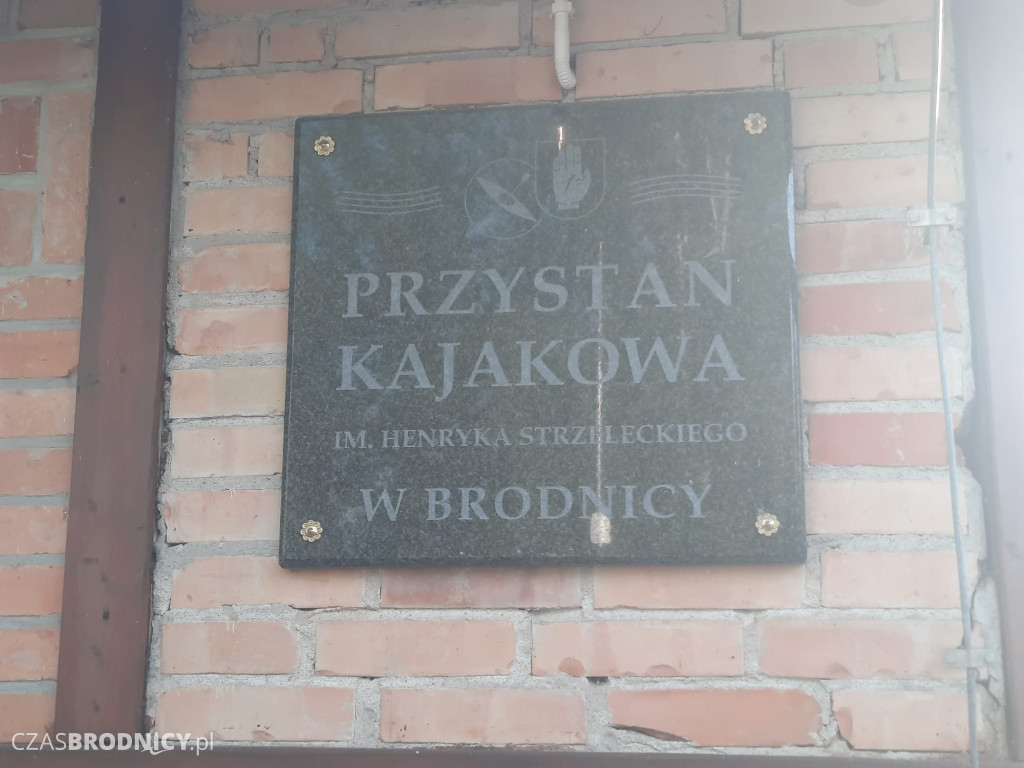 PRZYSTAŃ
KAJAKOWA
IM. HENRYKA STRZELECKIEGO
W BRODNICY
CZASBRODNICY.pl